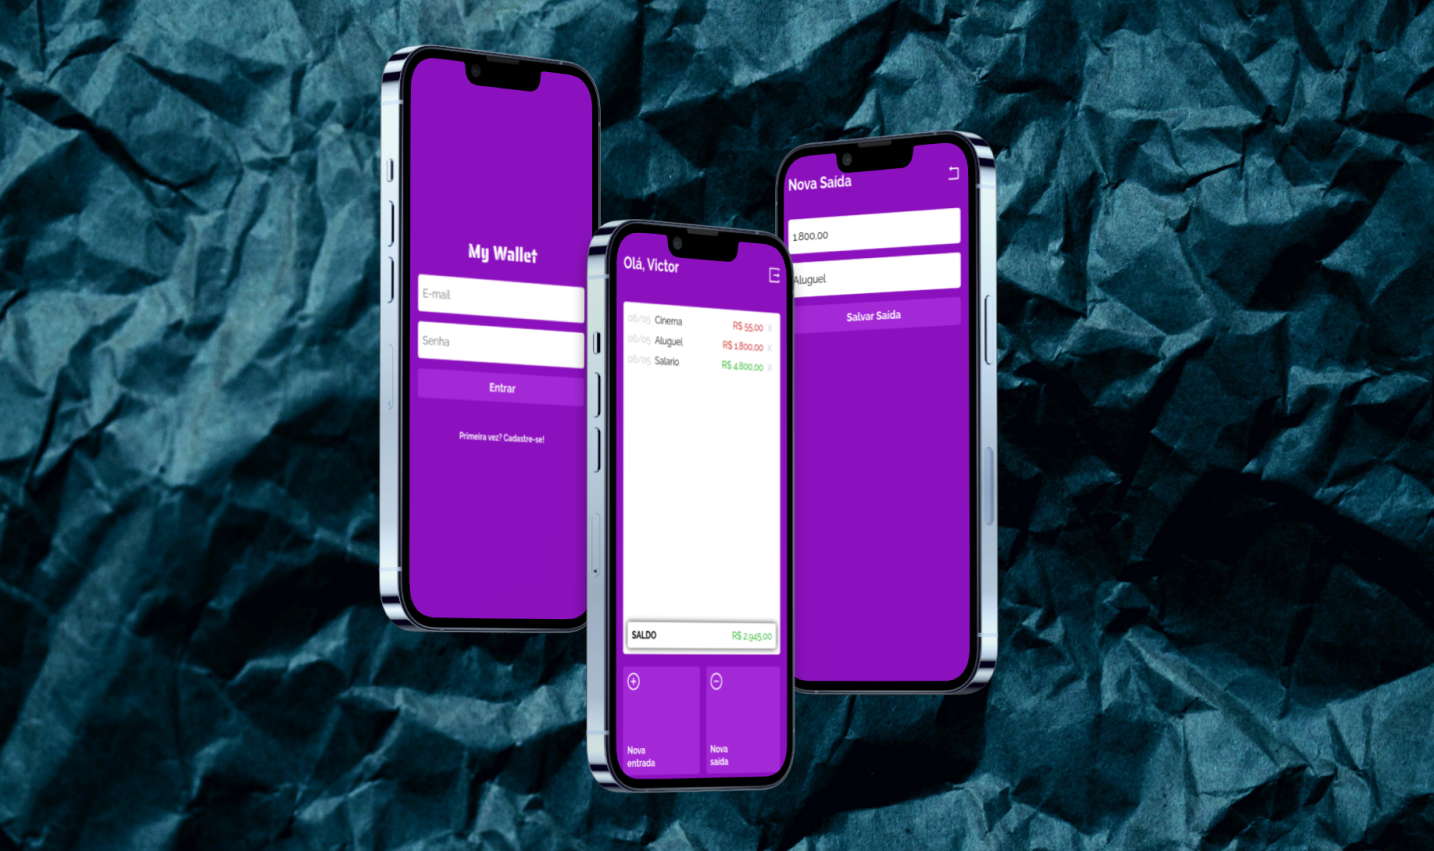 My Wallet
E-mail
Senha
Entrar
Primeira vez? Cadastre-se!
Olá, Victor
06/05 Cinema R$ 55,00 X
06/05 Aluguel R$ 1.800,00 X
06/05 Salario R$ 4.800,00 X
SALDO R$ 2.945,00
Nova
entrada
Nova
saída
Nova Saída
1.800,00
Aluguel
Salvar Saída